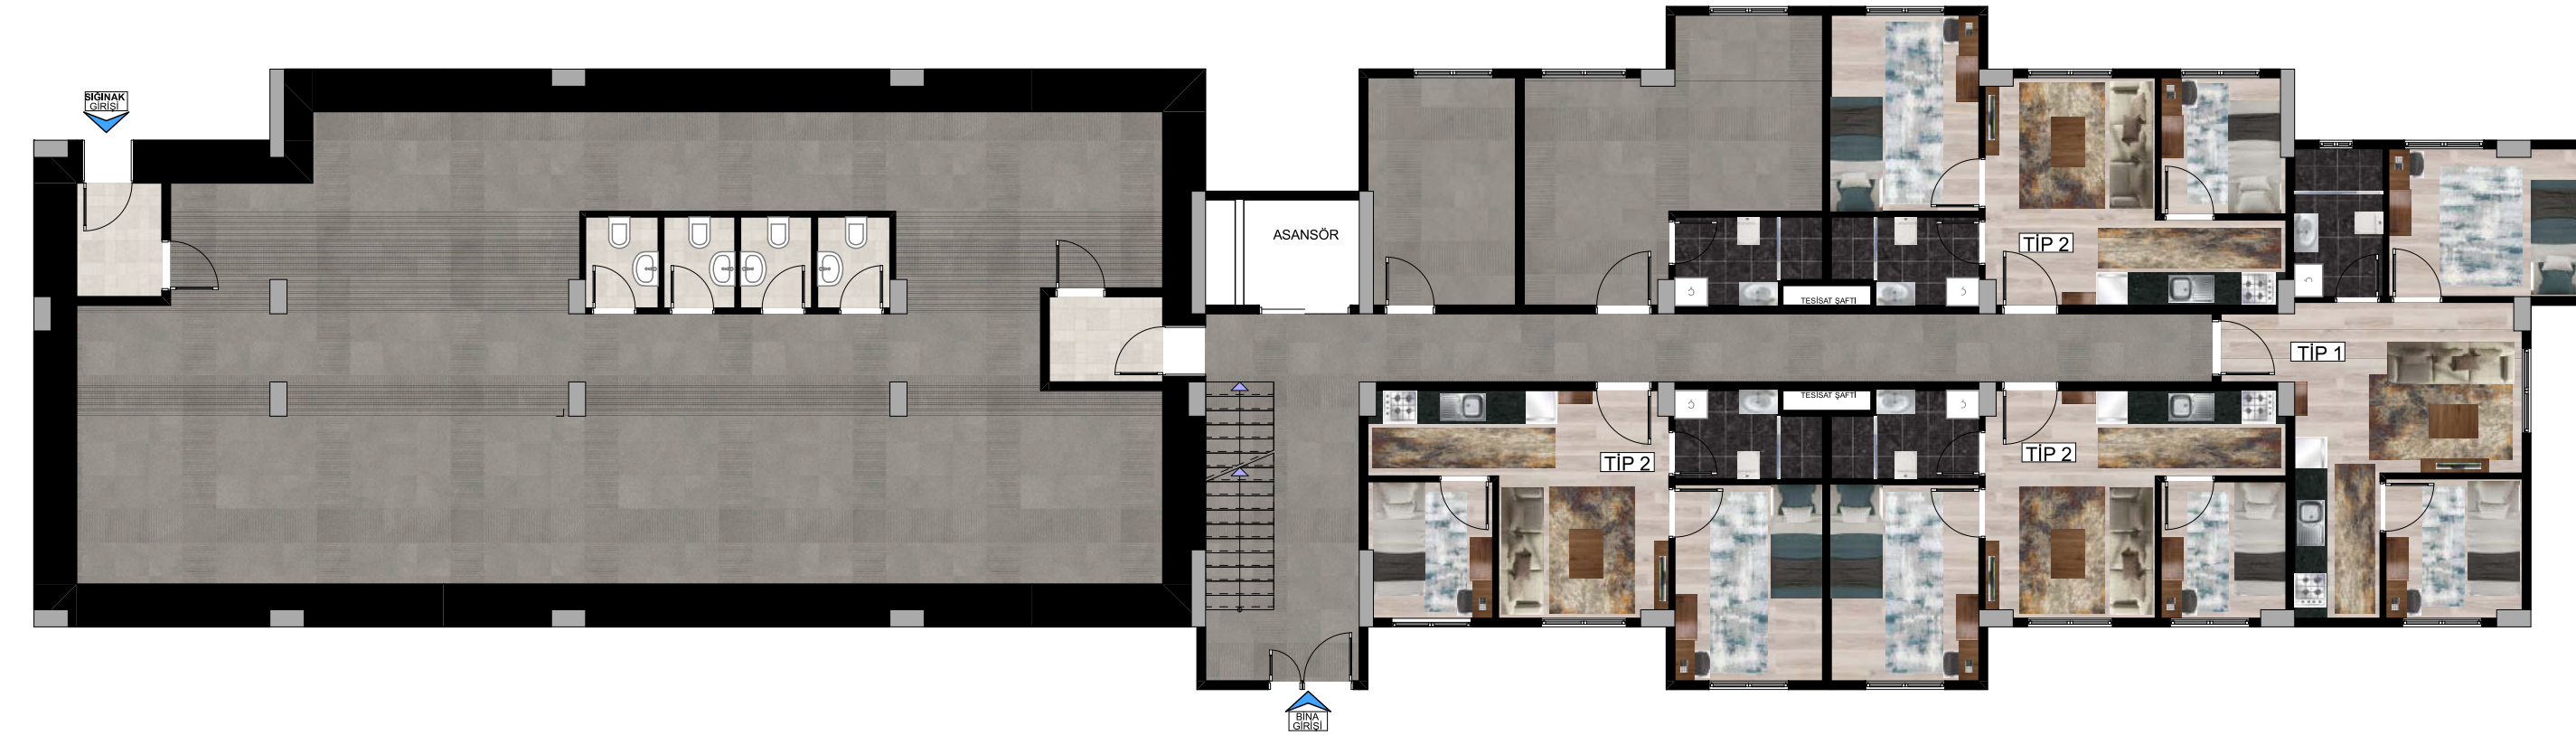 SIĞINAK
GİRİŞİ
ASANSÖR
TİP 2
TESİSAT ŞAFTI
TİP 1
TESİSAT ŞAFTI
TİP 2
TİP 2
BİNA
GİRİŞİ